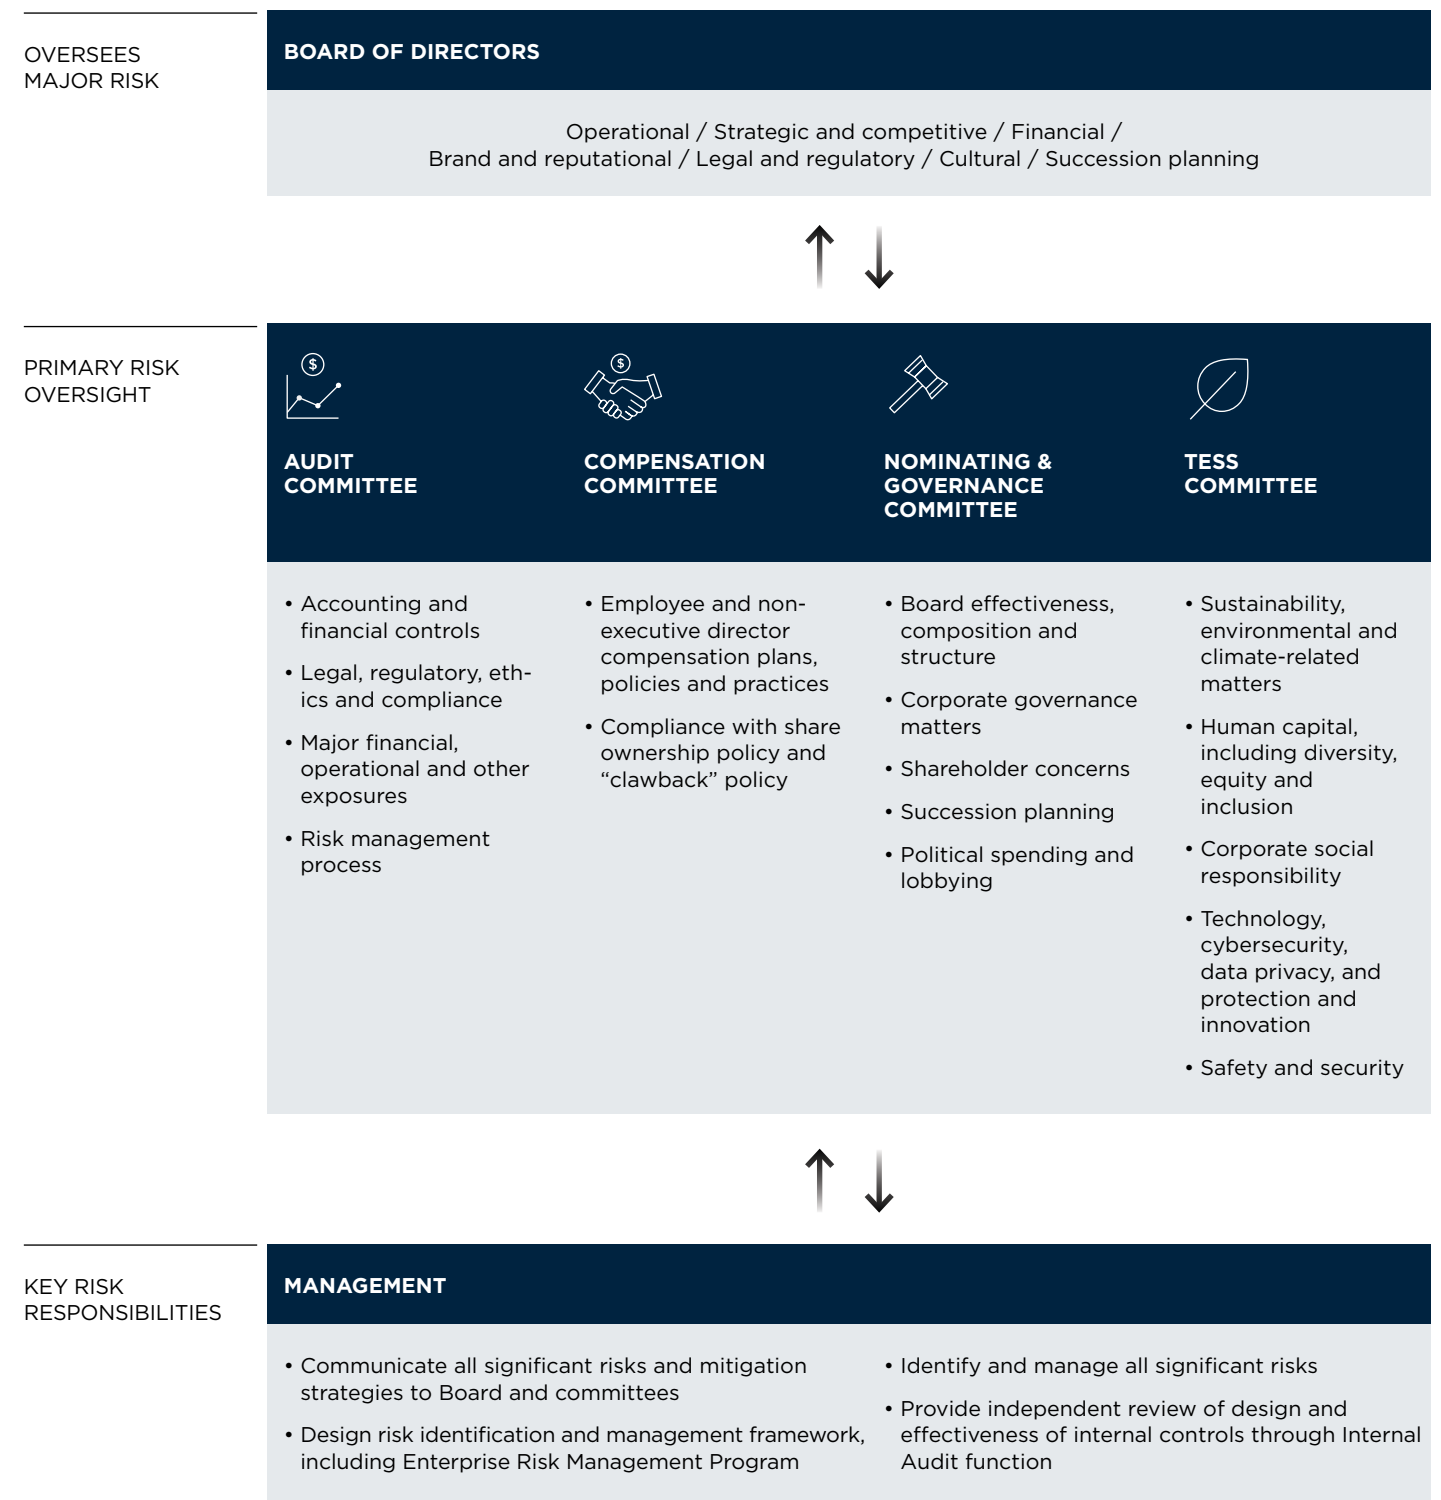 OVERSEES
MAJOR RISK
BOARD OF DIRECTORS
Operational / Strategic and competitive / Financial /
Brand and reputational / Legal and regulatory / Cultural / Succession planning
PRIMARY RISK
OVERSIGHT
$
AUDIT
COMMITTEE
• Accounting and
financial controls
• Legal, regulatory, eth-
ics and compliance
• Major financial,
operational and other
exposures
• Risk management
process
$
COMPENSATION
COMMITTEE
• Employee and non-
executive director
compensation plans,
policies and practices
• Compliance with share
ownership policy and
“clawback” policy
NOMINATING &
GOVERNANCE
COMMITTEE
• Board effectiveness,
composition and
structure
• Corporate governance
matters
• Shareholder concerns
• Succession planning
• Political spending and
lobbying
TESS
COMMITTEE
• Sustainability,
environmental and
climate-related
matters
• Human capital,
including diversity,
equity and
inclusion
• Corporate social
responsibility
• Technology,
cybersecurity,
data privacy, and
protection and
innovation
• Safety and security
KEY RISK
RESPONSIBILITIES
MANAGEMENT
• Communicate all significant risks and mitigation
strategies to Board and committees
• Design risk identification and management framework,
including Enterprise Risk Management Program
• Identify and manage all significant risks
• Provide independent review of design and
effectiveness of internal controls through Internal
Audit function